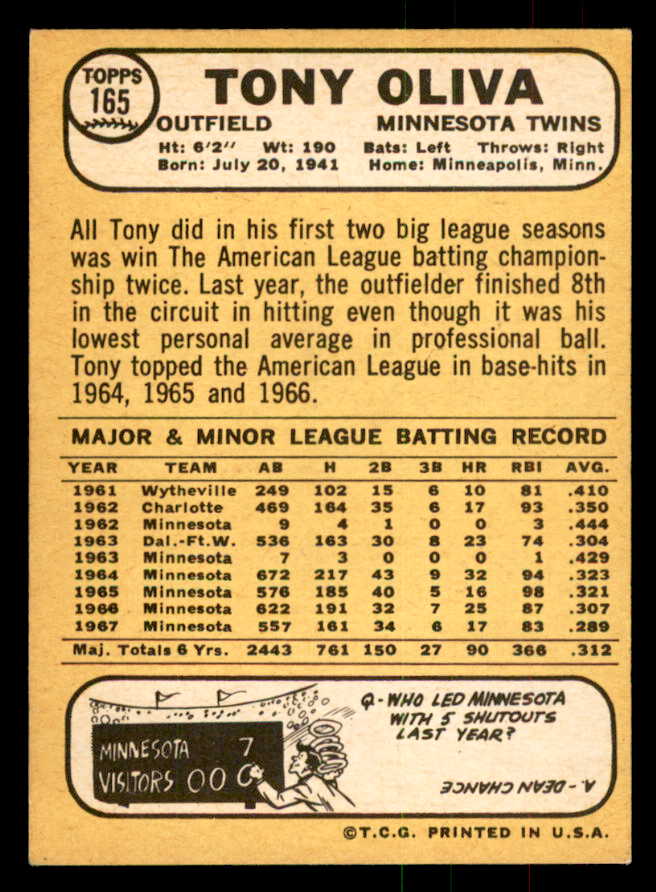 TOPPS
165
TONY OLIVA
OUTFIELD MINNESOTA TWINS
Ht: 6'2" Wt: 190 Bats: Left Throws: Right
Born: July 20, 1941 Home: Minneapolis, Minn.
All Tony did in his first two big league seasons
was win The American League batting champion-
ship twice. Last year, the outfielder finished 8th
in the circuit in hitting even though it was his
lowest personal average in professional ball.
Tony topped the American League in base-hits in
1964, 1965 and 1966.
MAJOR & MINOR LEAGUE BATTING RECORD
YEAR TEAM AB H 2B 3B HR RBI AVG.
1961 Wytheville 249 102 15 6 10 81 .410
1962 Charlotte 469 164 35 6 17 93 .350
1962 Minnesota 9 4 1 0 0 3 .444
1963 Dal.-Ft.W. 536 163 30 8 23 74 .304
1963 Minnesota 7 3 0 0 0 1 .429
1964 Minnesota 672 217 43 9 32 94 .323
1965 Minnesota 576 185 40 5 16 98 .321
1966 Minnesota 622 191 32 7 25 87 .307
1967 Minnesota 557 161 34 6 17 83 .289
Maj. Totals 6 Yrs. 2443 761 150 27 90 366 .312
MINNESOTA 7
VISITORS 000
Q-WHO LED MINNESOTA
WITH 5 SHUTOUTS
LAST YEAR?
A. - DEAN CHANCE
©T.C.G. PRINTED IN U.S.A.